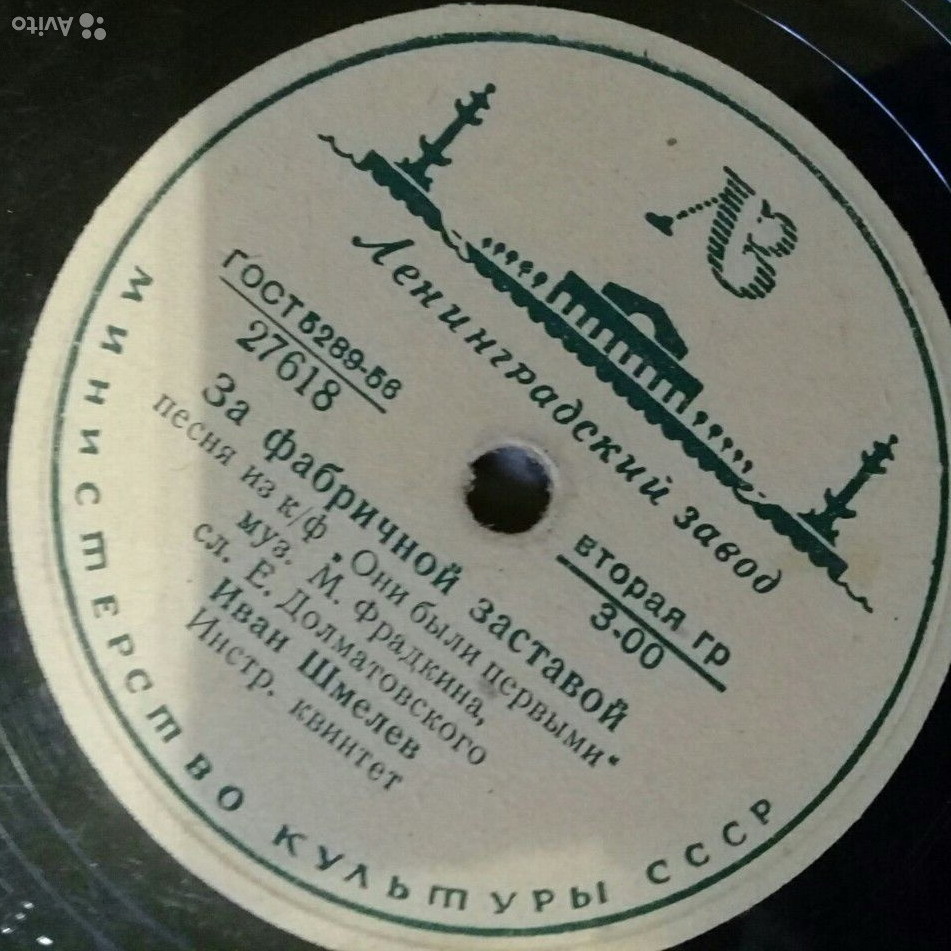 Avito
ЛЗ
Ленинградский завод
ГОСТ 5289-56
27618
вторая гр
3-00
За фабричной заставой
песня из к/ф „Они были первыми“
муз. М. Фрадкина,
сл. Е. Долматовского
Иван Шмелев
Инстр. квинтет
МИНИСТЕРСТВО КУЛЬТУРЫ СССР